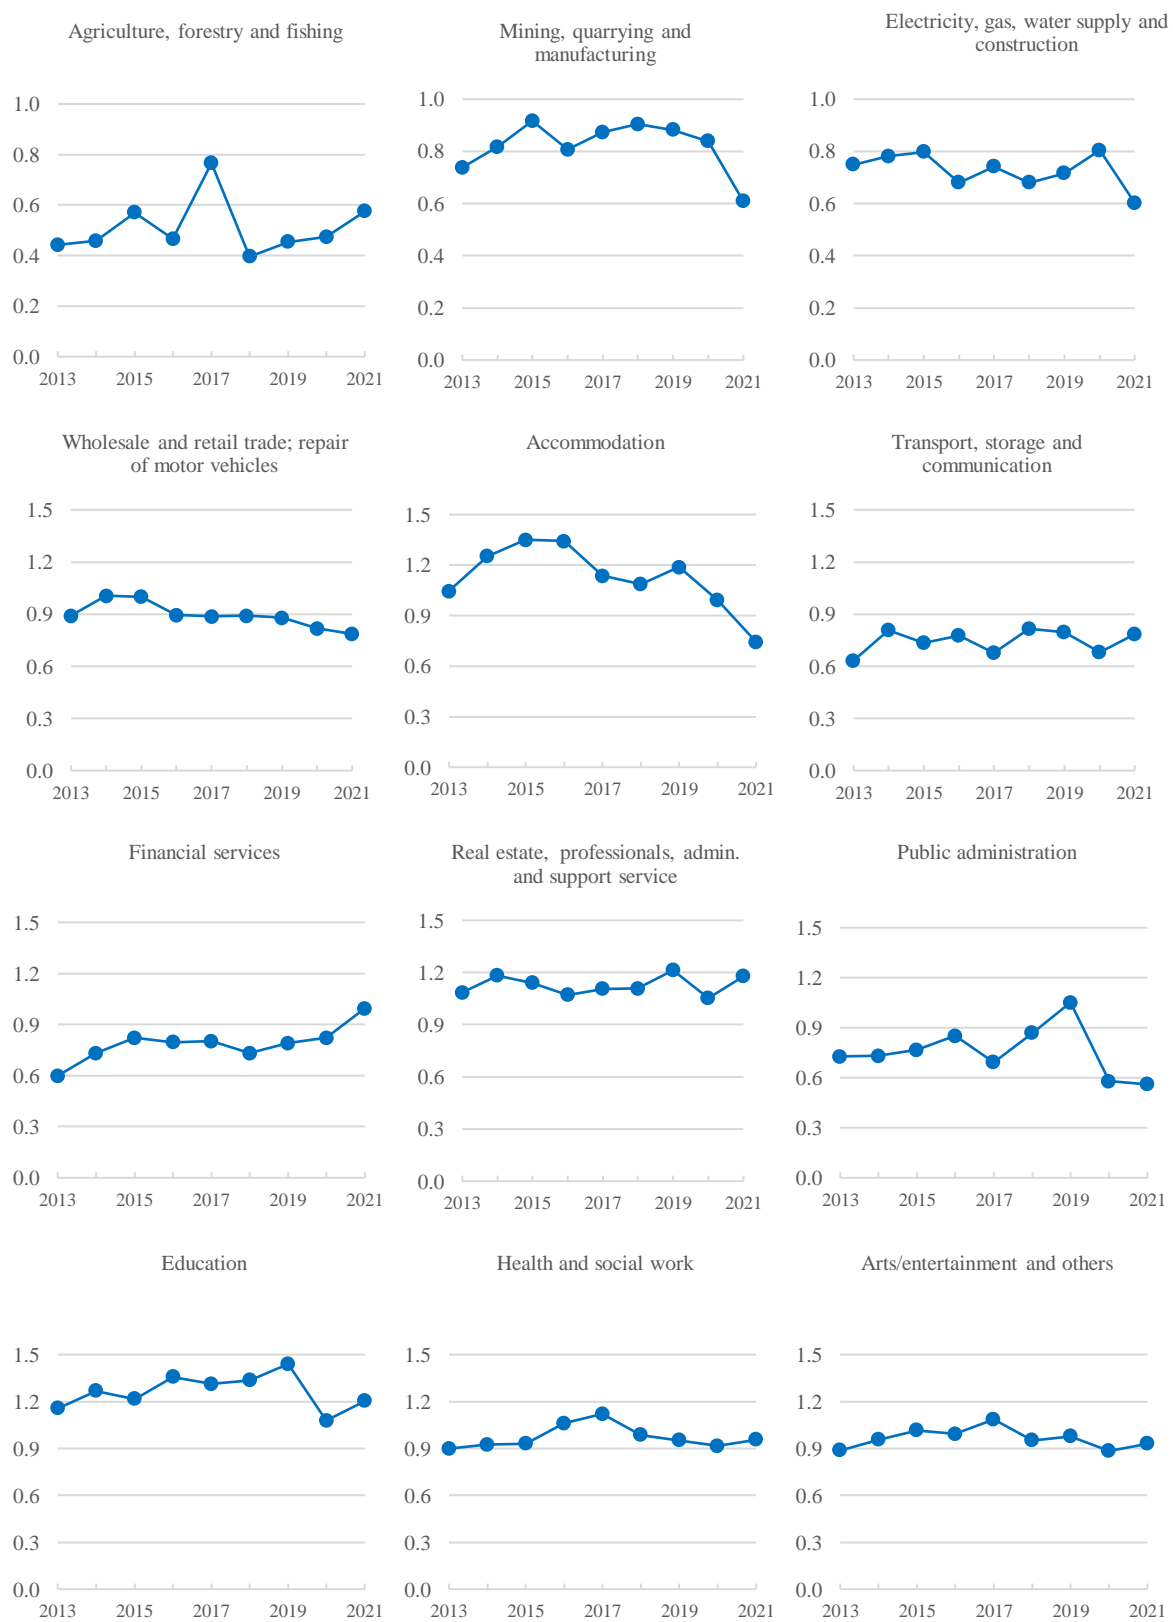 Agriculture, forestry and fishing
1.0
0.8
0.6
0.4
0.2
0.0
2013 2015 2017 2019 2021
Mining, quarrying and
manufacturing
1.0
0.8
0.6
0.4
0.2
0.0
2013 2015 2017 2019 2021
Electricity, gas, water supply and
construction
1.0
0.8
0.6
0.4
0.2
0.0
2013 2015 2017 2019 2021
Wholesale and retail trade; repair
of motor vehicles
1.5
1.2
0.9
0.6
0.3
0.0
2013 2015 2017 2019 2021
Accommodation
1.5
1.2
0.9
0.6
0.3
0.0
2013 2015 2017 2019 2021
Transport, storage and
communication
1.5
1.2
0.9
0.6
0.3
0.0
2013 2015 2017 2019 2021
Financial services
1.5
1.2
0.9
0.6
0.3
0.0
2013 2015 2017 2019 2021
Real estate, professionals, admin.
and support service
1.5
1.2
0.9
0.6
0.3
0.0
2013 2015 2017 2019 2021
Public administration
1.5
1.2
0.9
0.6
0.3
0.0
2013 2015 2017 2019 2021
Education
1.5
1.2
0.9
0.6
0.3
0.0
2013 2015 2017 2019 2021
Health and social work
1.5
1.2
0.9
0.6
0.3
0.0
2013 2015 2017 2019 2021
Arts/entertainment and others
1.5
1.2
0.9
0.6
0.3
0.0
2013 2015 2017 2019 2021